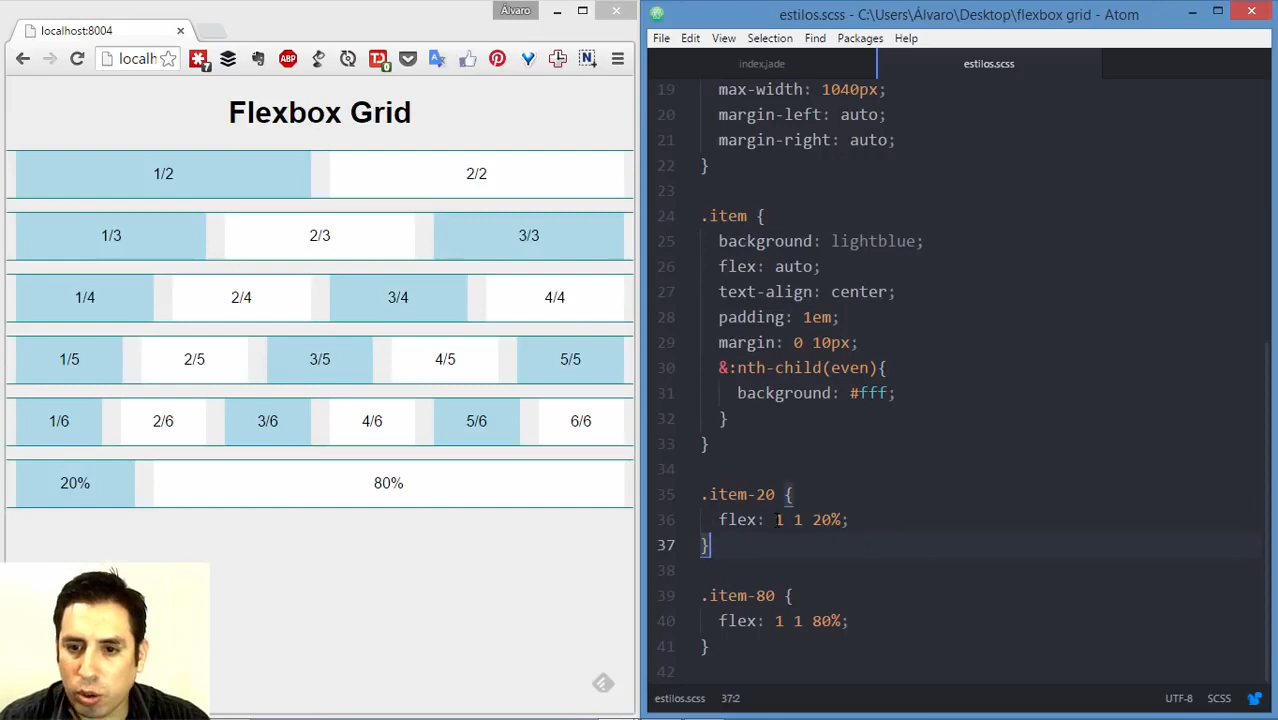 Álvaro
localhost:8004
localh
7
ABP
0
N
Flexbox Grid
1/2 2/2
1/3 2/3 3/3
1/4 2/4 3/4 4/4
1/5 2/5 3/5 4/5 5/5
1/6 2/6 3/6 4/6 5/6 6/6
20% 80%
estilos.scss - C:\Users\Álvaro\Desktop\flexbox grid - Atom
File Edit View Selection Find Packages Help
index.jade estilos.scss
19 max-width: 1040px;
20 margin-left: auto;
21 margin-right: auto;
22 }
23
24 .item {
25 background: lightblue;
26 flex: auto;
27 text-align: center;
28 padding: 1em;
29 margin: 0 10px;
30 &:nth-child(even){
31 background: #fff;
32 }
33 }
34
35 .item-20 {
36 flex: 1 1 20%;
37 }
38
39 .item-80 {
40 flex: 1 1 80%;
41 }
42
estilos.scss 37:2 UTF-8 SCSS